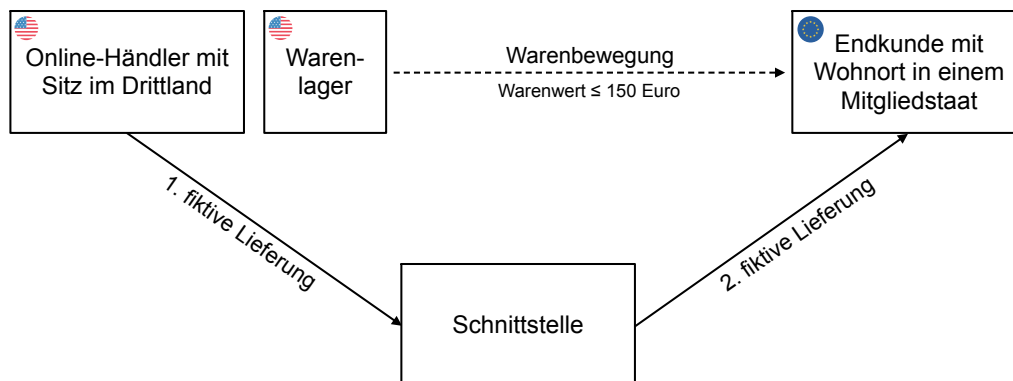 Online-Händler mit
Sitz im Drittland
Waren-
lager
Warenbewegung
Warenwert ≤ 150 Euro
Endkunde mit
Wohnort in einem
Mitgliedstaat
1. fiktive Lieferung
2. fiktive Lieferung
Schnittstelle